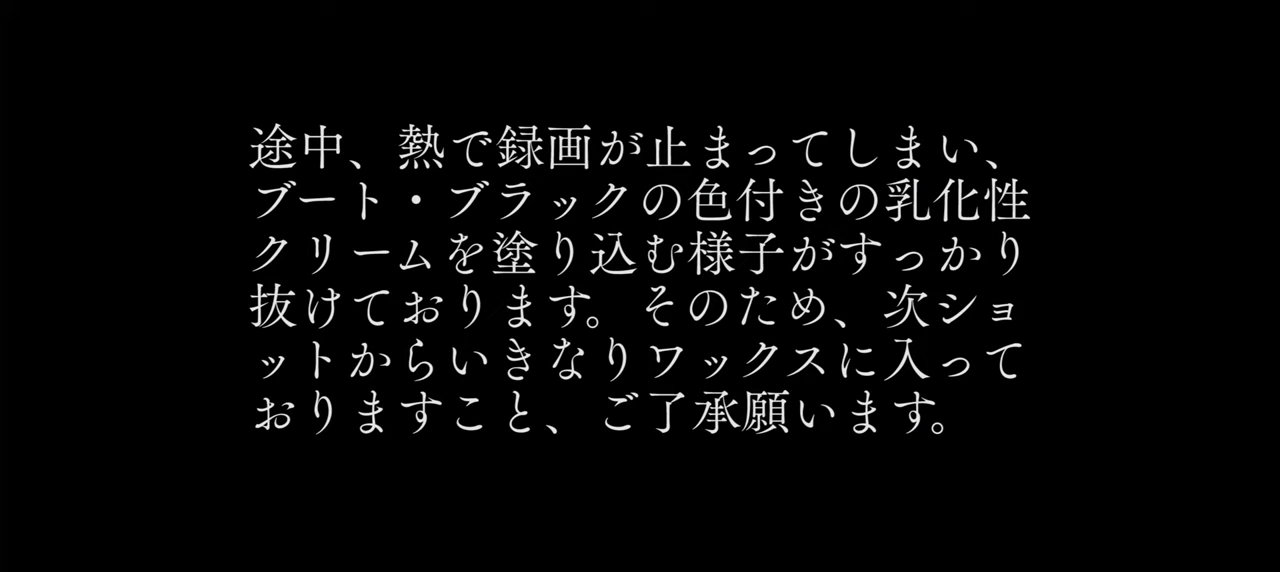 途中、熱で録画が止まってしまい、
ブート・ブラックの色付きの乳化性
クリームを塗り込む様子がすっかり
抜けております。そのため、次ショ
ットからいきなりワックスに入って
おりますこと、ご了承願います。